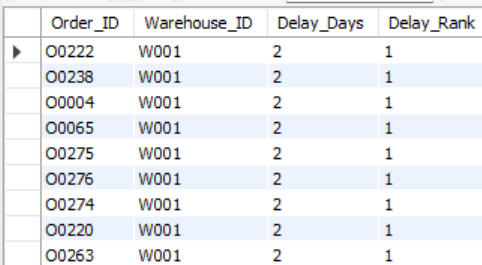 Order_ID Warehouse_ID Delay_Days Delay_Rank
O0222 W001 2 1
O0238 W001 2 1
O0004 W001 2 1
O0065 W001 2 1
O0275 W001 2 1
O0276 W001 2 1
O0274 W001 2 1
O0220 W001 2 1
O0263 W001 2 1